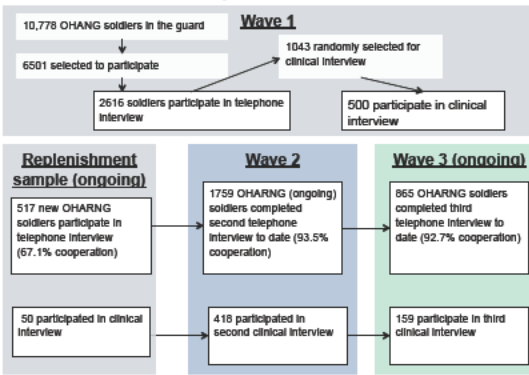 Wave 1
10,778 OHANG soldiers in the guard
6501 selected to participate
2616 soldiers participate in telephone
interview
1043 randomly selected for
clinical interview
500 participate in clinical
interview
Replenishment
sample (ongoing)
517 new OHARNG
soldiers participate in
telephone interview
(67.1% cooperation)
50 participated in clinical
interview
Wave 2
1759 OHARNG (ongoing)
soldiers completed
second telephone
interview to date (93.5%
cooperation)
418 participated in
second clinical interview
Wave 3 (ongoing)
865 OHARNG soldiers
completed third
telephone interview to
date (92.7% cooperation)
159 participate in third
clinical interview